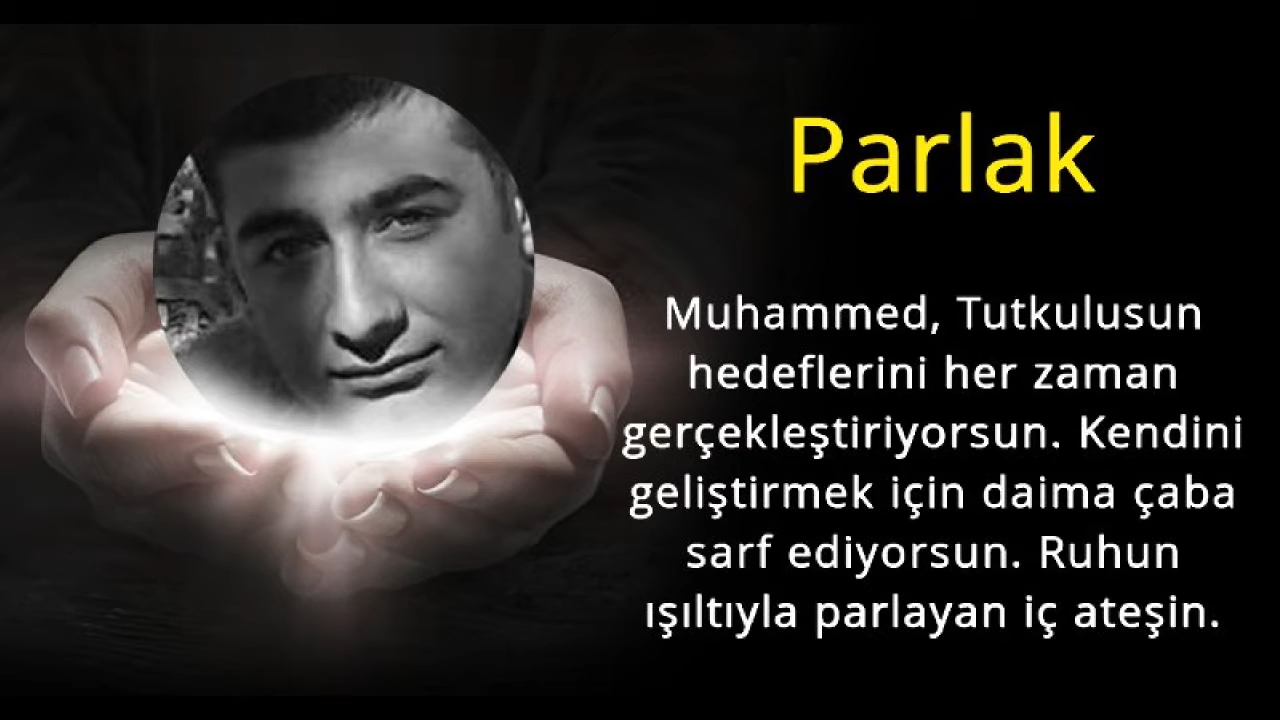 Parlak
Muhammed, Tutkulusun
hedeflerini her zaman
gerçekleştiriyorsun. Kendini
geliştirmek için daima çaba
sarf ediyorsun. Ruhun
ışıltıyla parlayan iç ateşin.